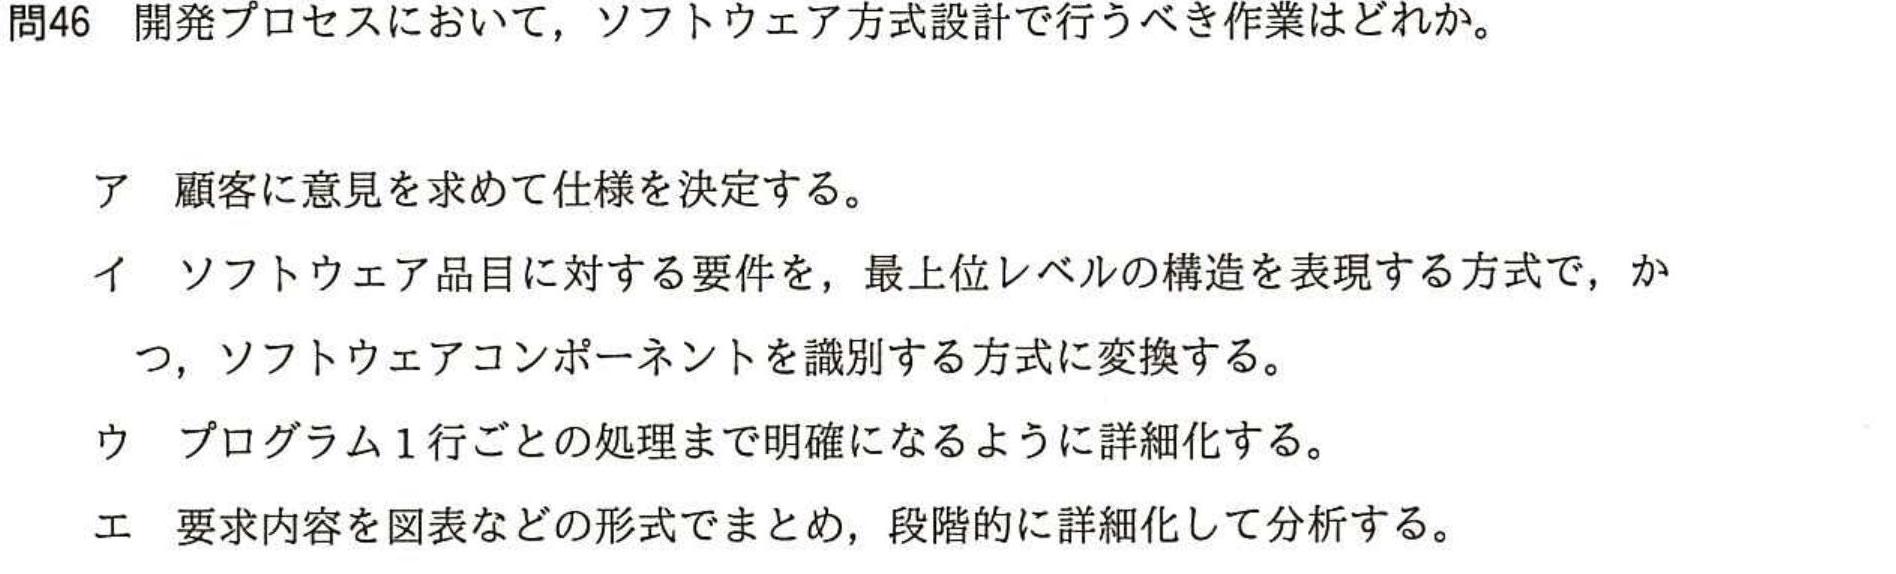 問46 開発プロセスにおいて，ソフトウェア方式設計で行うべき作業はどれか。
ア 顧客に意見を求めて仕様を決定する。
イ ソフトウェア品目に対する要件を，最上位レベルの構造を表現する方式で，か
つ，ソフトウェアコンポーネントを識別する方式に変換する。
ウ プログラム1行ごとの処理まで明確になるように詳細化する。
エ 要求内容を図表などの形式でまとめ，段階的に詳細化して分析する。